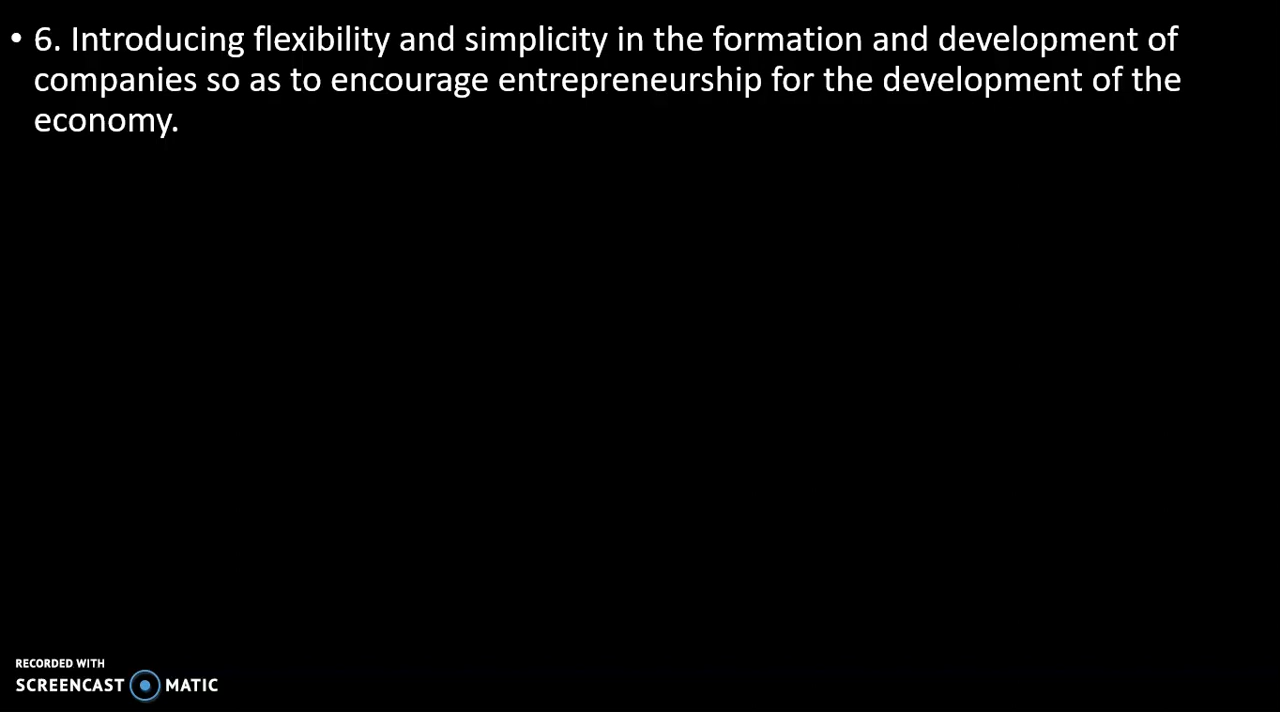 • 6. Introducing flexibility and simplicity in the formation and development of
companies so as to encourage entrepreneurship for the development of the
economy.
RECORDED WITH
SCREENCAST MATIC